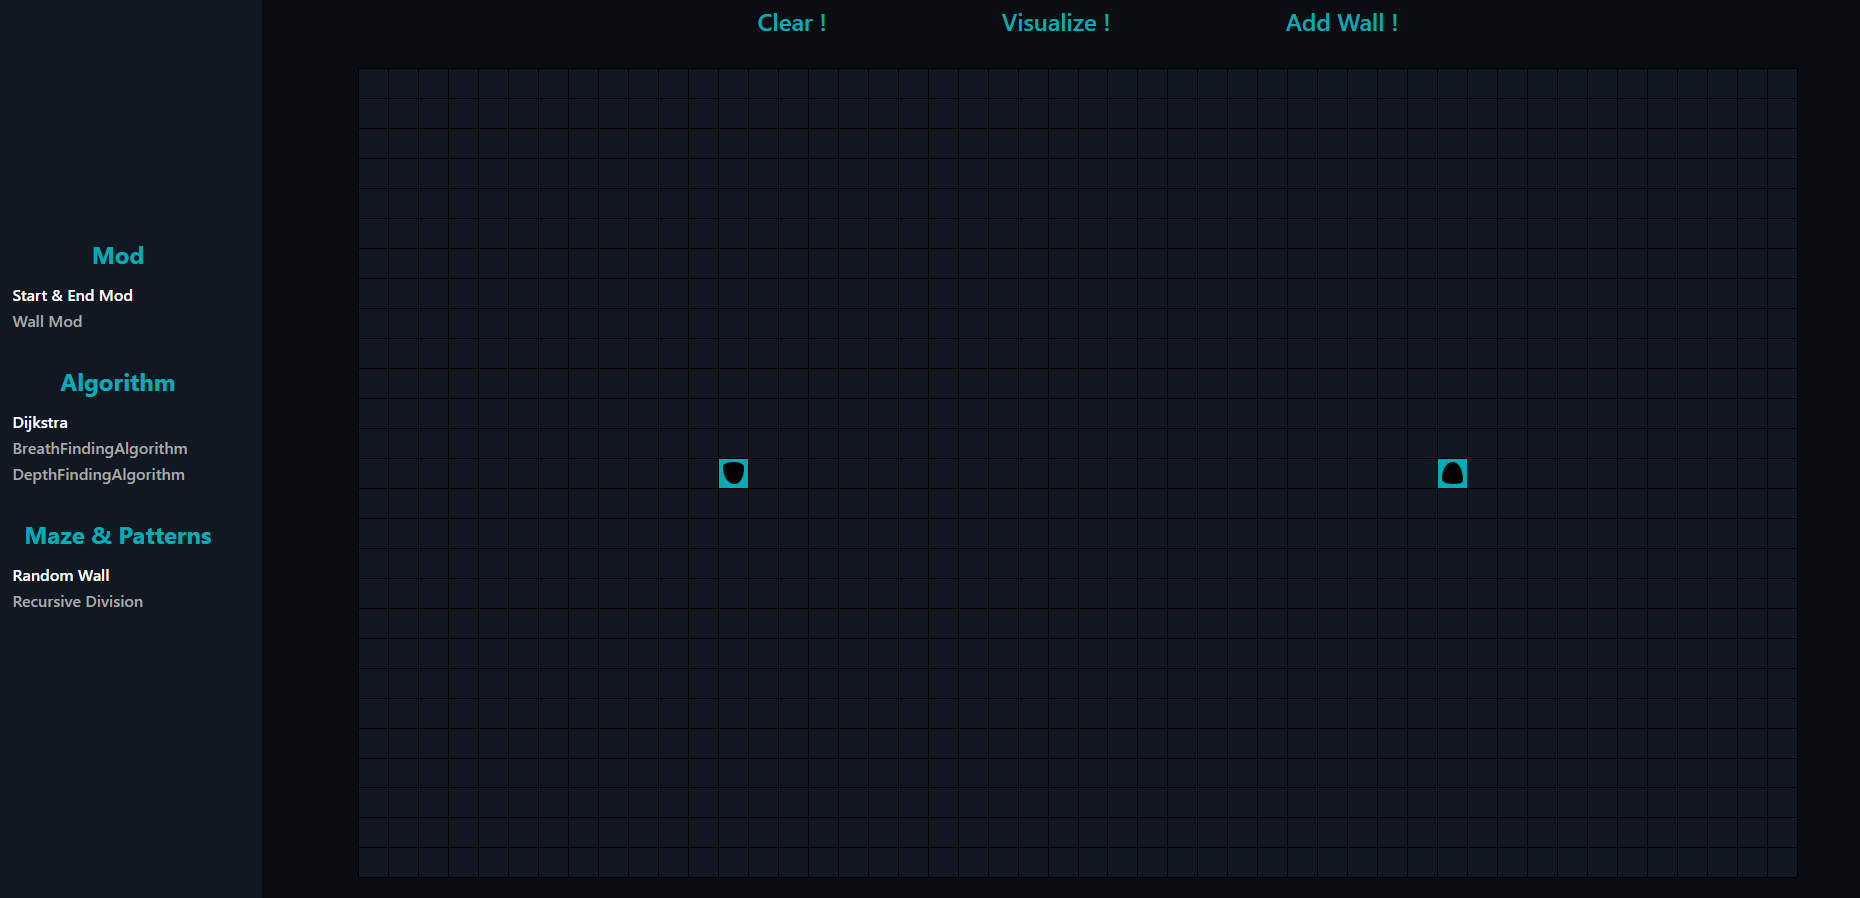 Clear !
Visualize !
Add Wall !
Mod
Start & End Mod
Wall Mod
Algorithm
Dijkstra
BreathFindingAlgorithm
DepthFindingAlgorithm
Maze & Patterns
Random Wall
Recursive Division